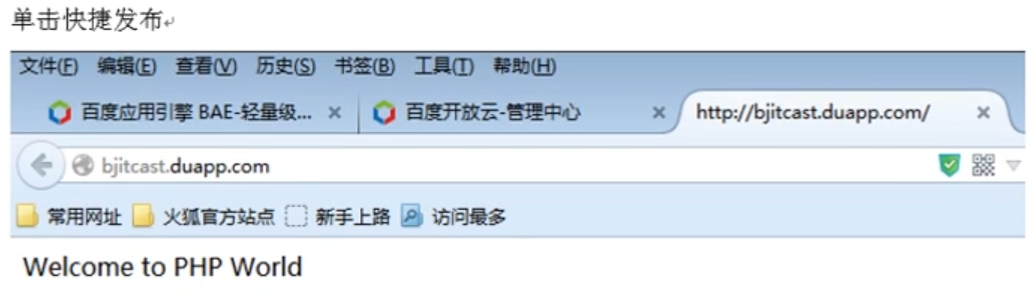 单击快捷发布
文件(F) 编辑(E) 查看(V) 历史(S) 书签(B) 工具(T) 帮助(H)
百度应用引擎 BAE-轻量级... 百度开放云-管理中心 http://bjitcast.duapp.com/
bjitcast.duapp.com
常用网址 火狐官方站点 新手上路 访问最多
Welcome to PHP World